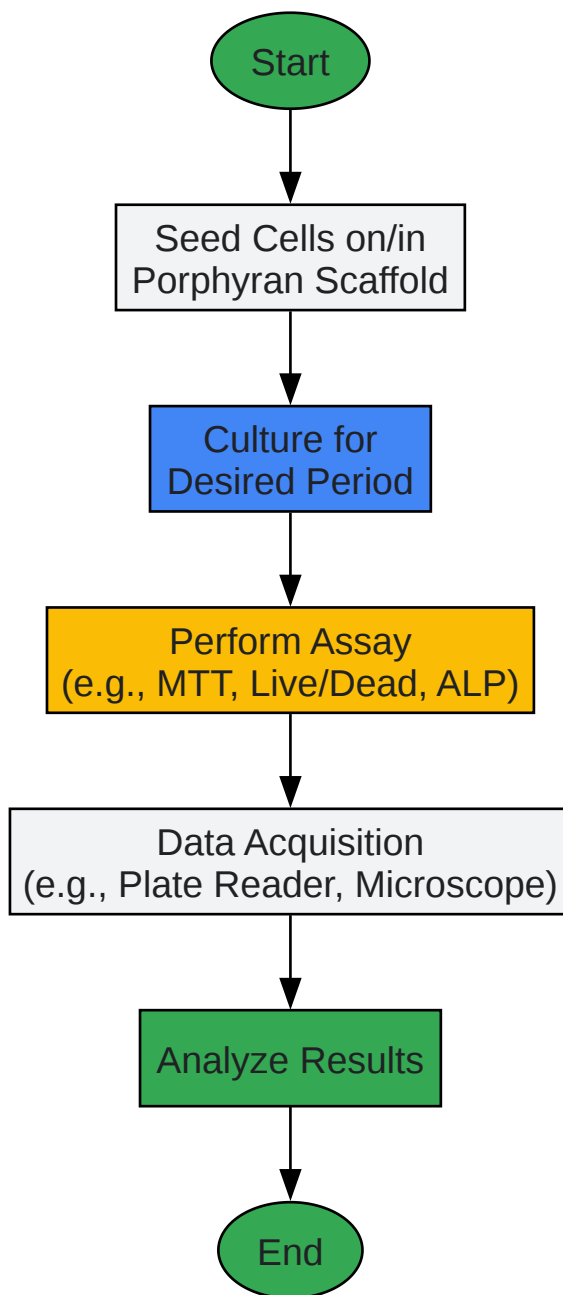 Start
Seed Cells on/in
Porphyran Scaffold
Culture for
Desired Period
Perform Assay
(e.g., MTT, Live/Dead, ALP)
Data Acquisition
(e.g., Plate Reader, Microscope)
Analyze Results
End